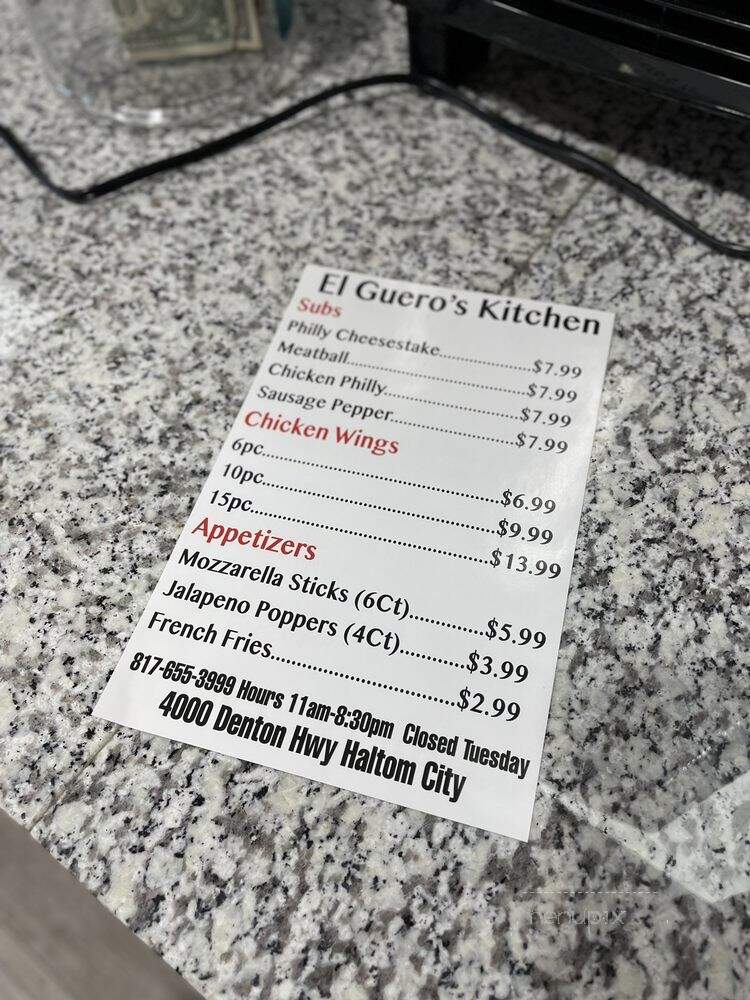 El Guero's Kitchen
Subs
Philly Cheesestake..................$7.99
Meatball....................................$7.99
Chicken Philly...........................$7.99
Sausage Pepper.........................$7.99
Chicken Wings
6pc............................................$6.99
10pc...........................................$9.99
15pc............................................$13.99
Appetizers
Mozzarella Sticks (6Ct).............$5.99
Jalapeno Poppers (4Ct)...........$3.99
French Fries...............................$2.99
817-655-3999 Hours 11am-8:30pm Closed Tuesday
4000 Denton Hwy Haltom City
menupix